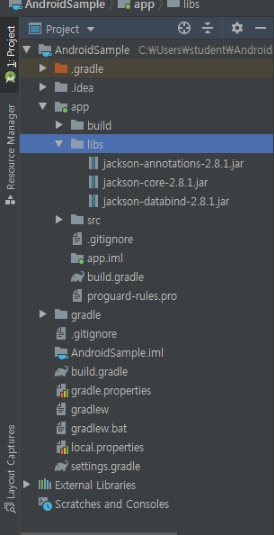 AndroidSample > app > libs
Project
AndroidSample C:₩Users₩student₩Android
.gradle
.idea
app
build
libs
jackson-annotations-2.8.1.jar
jackson-core-2.8.1.jar
jackson-databind-2.8.1.jar
src
.gitignore
app.iml
build.gradle
proguard-rules.pro
gradle
.gitignore
AndroidSample.iml
build.gradle
gradle.properties
gradlew
gradlew.bat
local.properties
settings.gradle
External Libraries
Scratches and Consoles
1: Project
Resource Manager
Layout Captures